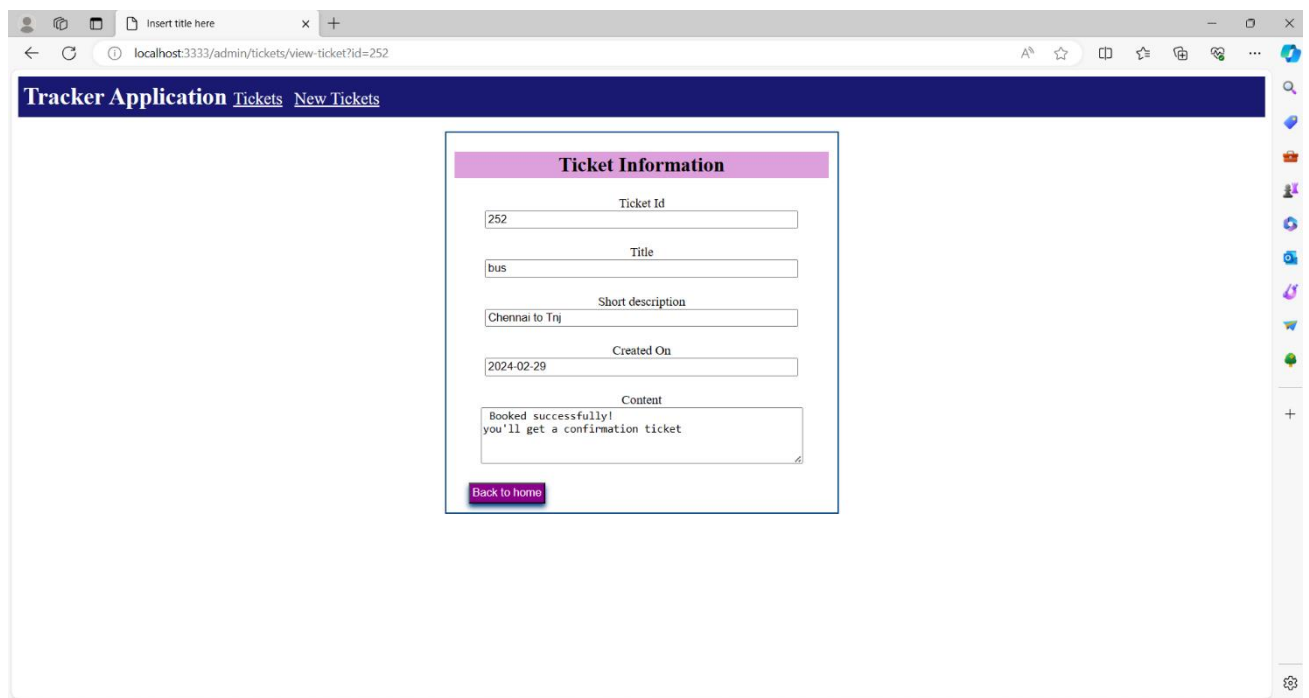 Insert title here
localhost:3333/admin/tickets/view-ticket?id=252
Tracker Application Tickets New Tickets
Ticket Information
Ticket Id
252
Title
bus
Short description
Chennai to Tnj
Created On
2024-02-29
Content
Booked successfully!
you'll get a confirmation ticket
Back to home